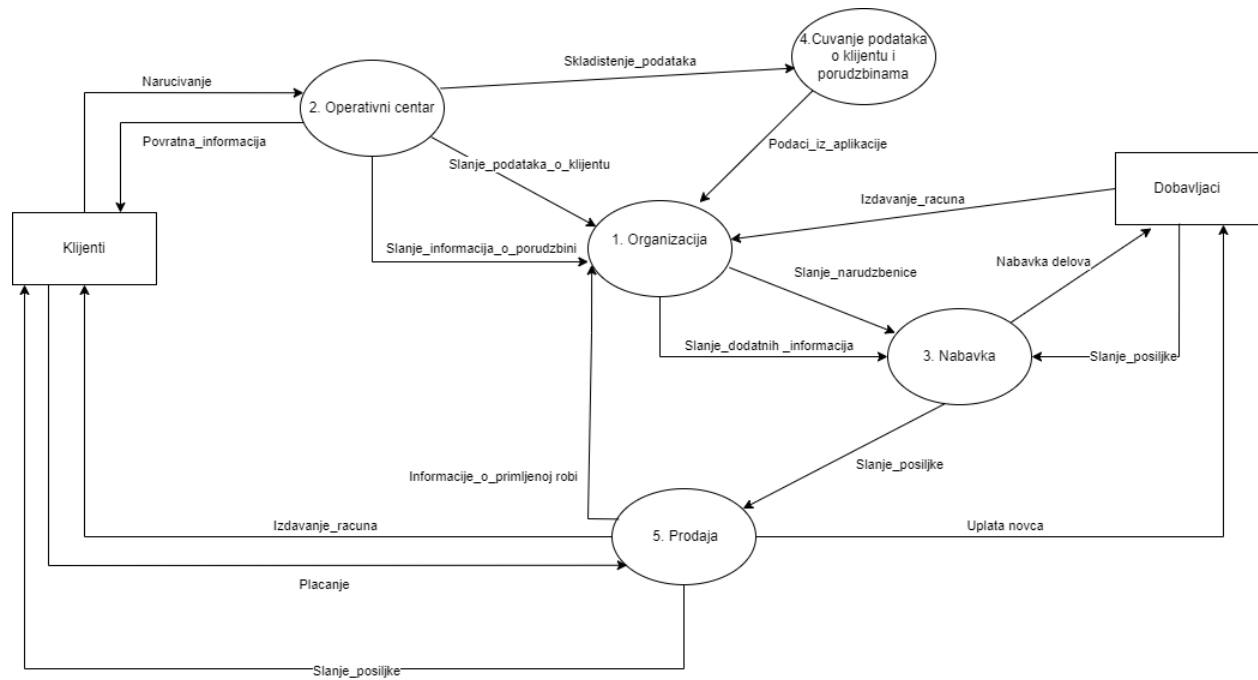 4.Cuvanje podataka
o klijentu i
porudzbinama
Skladistenje_podataka
Narucivanje
2. Operativni centar
Povratna_informacija
Podaci_iz_aplikacije
Slanje_podataka_o_klijentu
Dobavljaci
Izdavanje_racuna
Klijenti
1. Organizacija
Slanje_informacija_o_porudzbini
Nabavka delova
Slanje_narudzbenice
Slanje_dodatnih _informacija
3. Nabavka
Slanje_posiljke
Slanje_posiljke
Informacije_o_primljenoj robi
Izdavanje_racuna
5. Prodaja
Uplata novca
Placanje
Slanje_posiljke